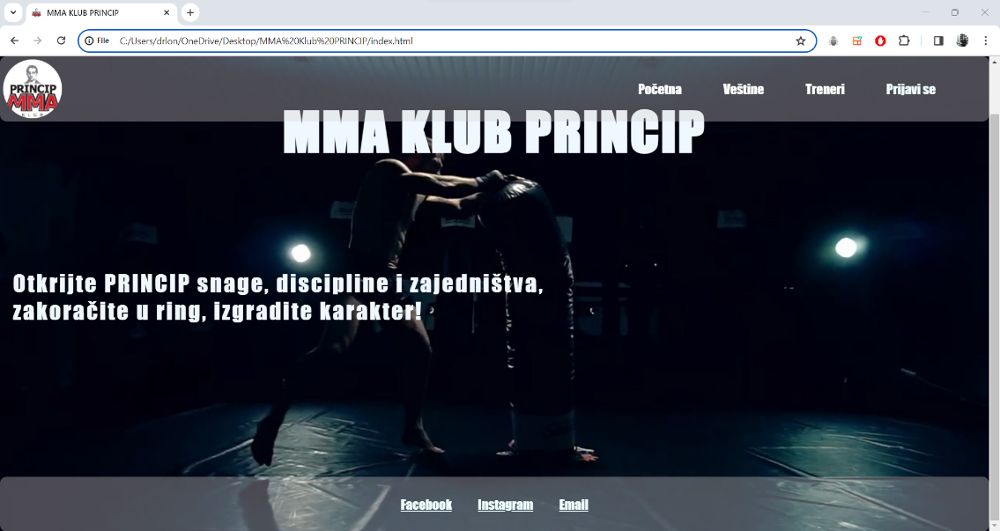 MMA KLUB PRINCIP
File C:/Users/drlon/OneDrive/Desktop/MMA%20Klub%20PRINCIP/index.html
PRINCIP
MMA
KLUB
Početna Veštine Treneri Prijavi se
MMA KLUB PRINCIP
Otkrijte PRINCIP snage, discipline i zajedništva,
zakoračite u ring, izgradite karakter!
Facebook Instagram Email